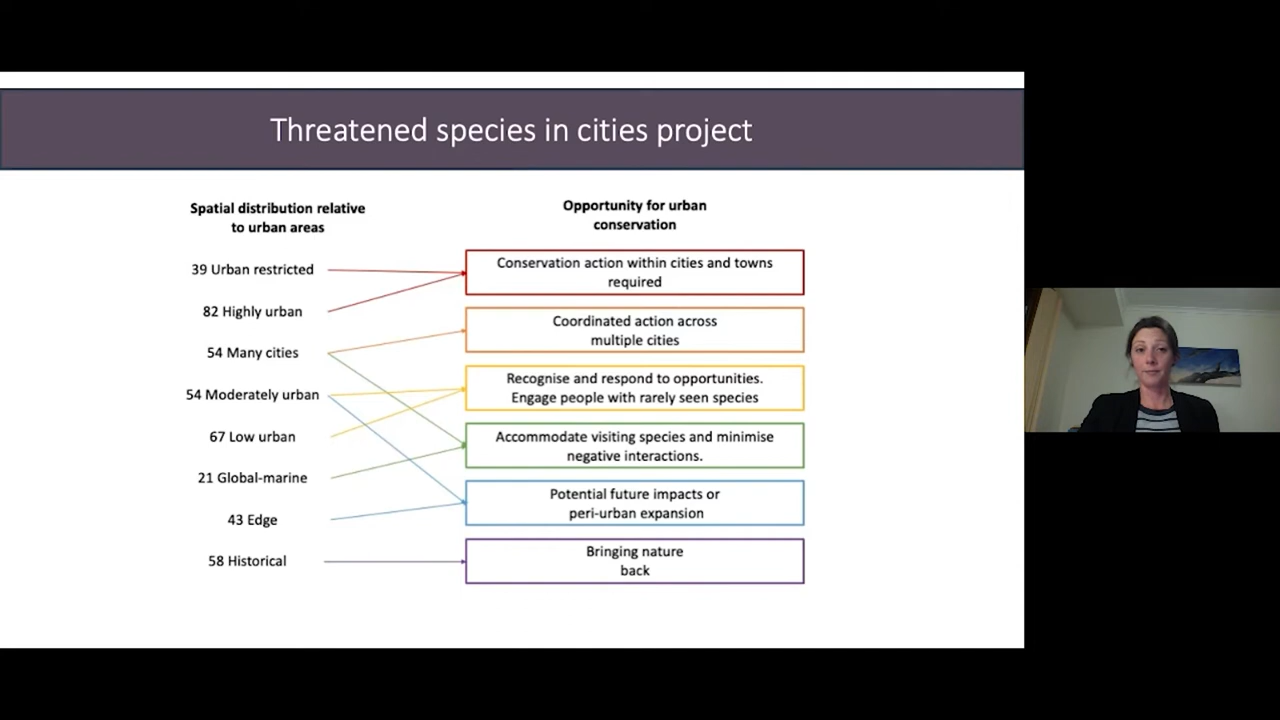 Threatened species in cities project
Spatial distribution relative
to urban areas
39 Urban restricted
82 Highly urban
54 Many cities
54 Moderately urban
67 Low urban
21 Global-marine
43 Edge
58 Historical
Opportunity for urban
conservation
Conservation action within cities and towns
required
Coordinated action across
multiple cities
Recognise and respond to opportunities.
Engage people with rarely seen species
Accommodate visiting species and minimise
negative interactions.
Potential future impacts or
peri-urban expansion
Bringing nature
back